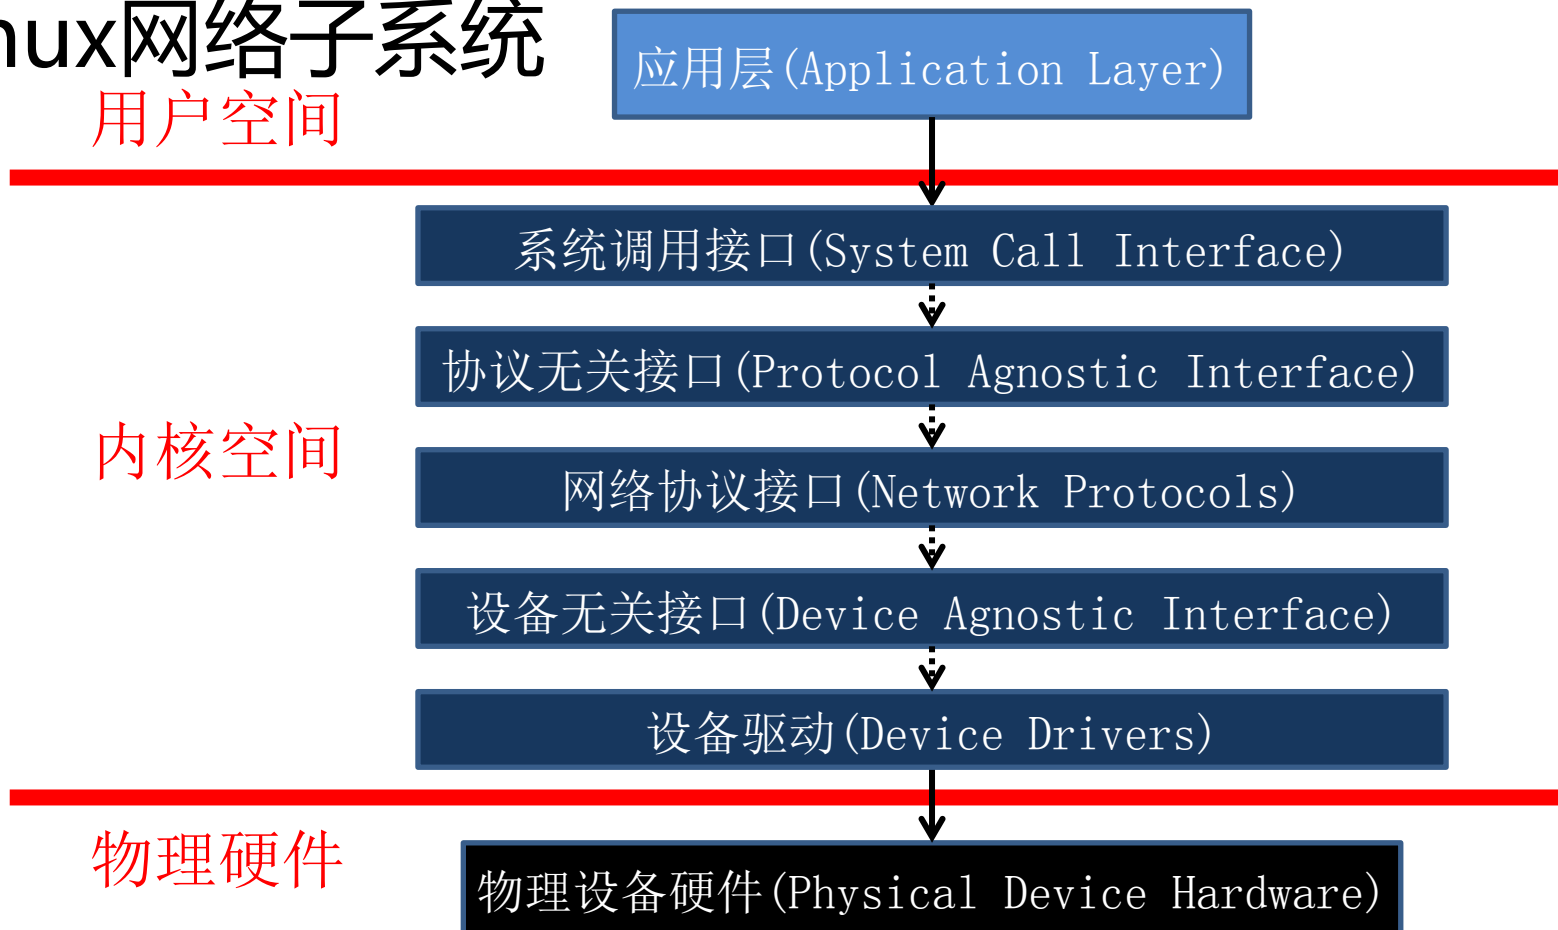 nux网络子系统
应用层(Application Layer)
用户空间
系统调用接口(System Call Interface)
协议无关接口(Protocol Agnostic Interface)
内核空间
网络协议接口(Network Protocols)
设备无关接口(Device Agnostic Interface)
设备驱动(Device Drivers)
物理硬件
物理设备硬件(Physical Device Hardware)